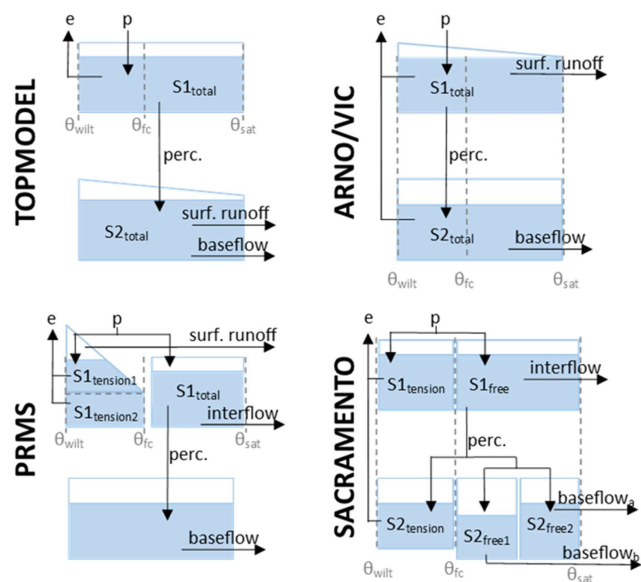 TOPMODEL
e p
S1total
θwilt θfc θsat
perc.
surf. runoff
S2total
baseflow
ARNO/VIC
e p
surf. runoff
S1total
perc.
S2total
baseflow
θwilt θfc θsat
PRMS
e p
surf. runoff
S1tension1
S1total
S1tension2
interflow
θwilt θfc θsat
perc.
baseflow
SACRAMENTO
e p
interflow
S1tension S1free
perc.
baseflowa
S2tension S2free1 S2free2
baseflowb
θwilt θfc θsat